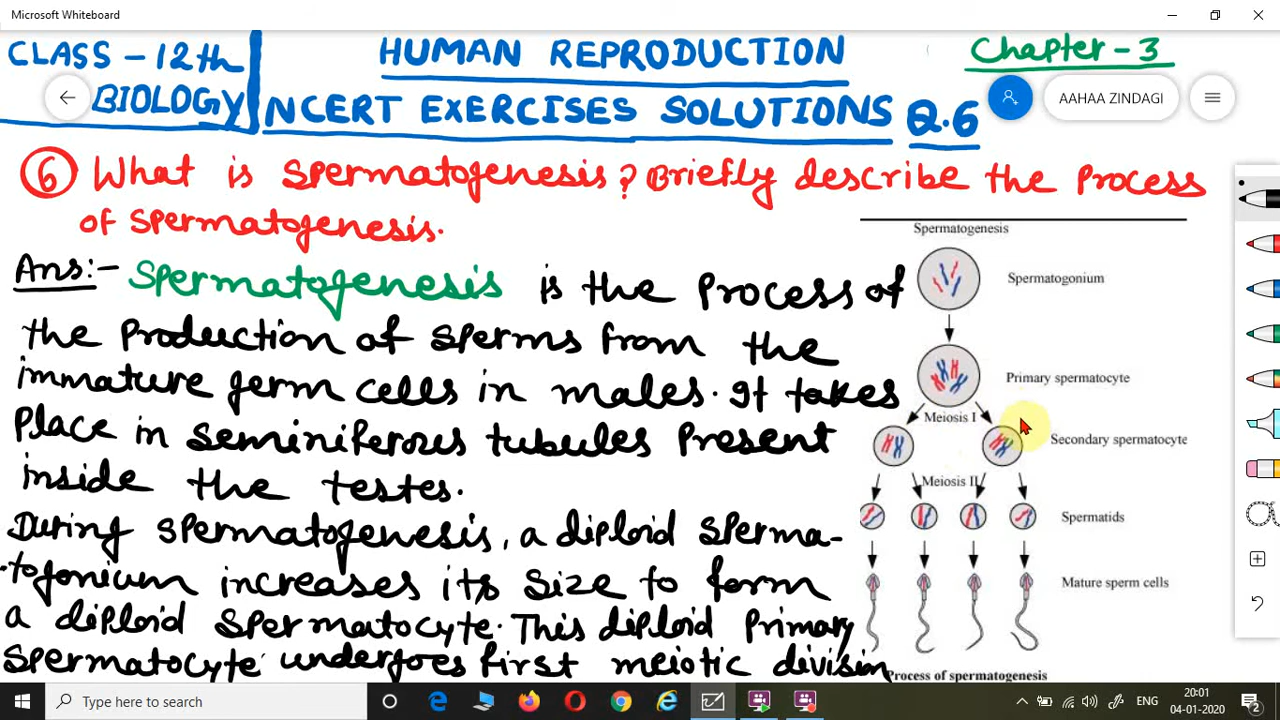 Microsoft Whiteboard
CLASS - 12th
BIOLOGY
HUMAN REPRODUCTION
Chapter - 3
NCERT EXERCISES SOLUTIONS Q.6
AAHAA ZINDAGI
6 What is Spermatogenesis? Briefly describe the Process
of Spermatogenesis.
Ans:- Spermatogenesis is the Process of
the Production of Sperms from the
immature germ cells in males. It takes
Place in seminiferous tubules Present
inside the testes.
During spermatogenesis, a diploid sperma-
togonium increases its size to form
a diploid spermatocyte. This diploid primary
spermatocyte undergoes first meiotic division
Spermatogenesis
Spermatogonium
Primary spermatocyte
Meiosis I
Secondary spermatocyte
Meiosis II
Spermatids
Mature sperm cells
Process of spermatogenesis
Type here to search
ENG
20:01
04-01-2020
2